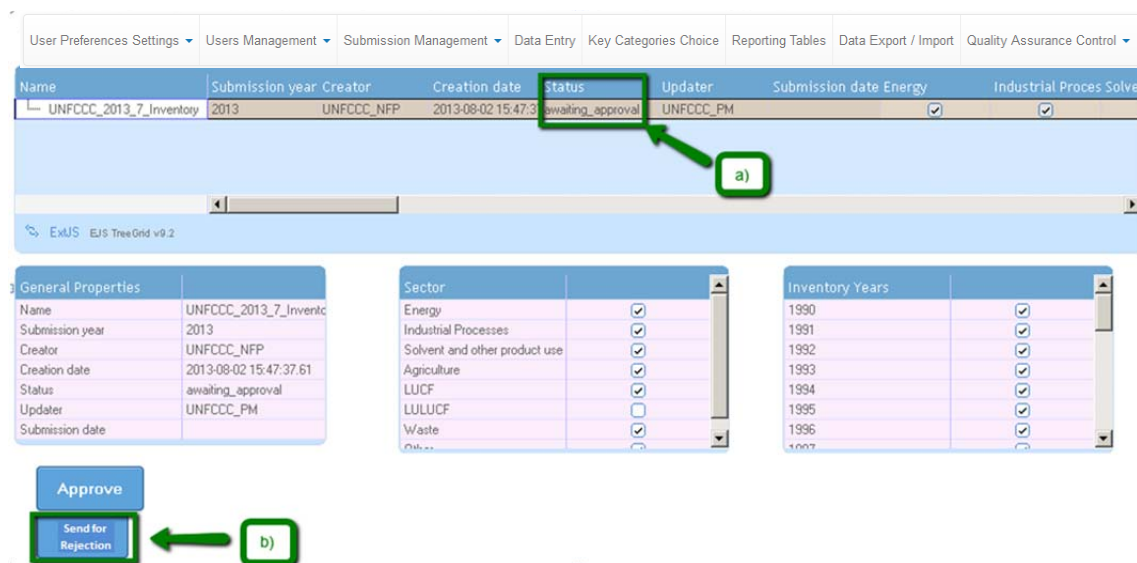 User Preferences Settings Users Management Submission Management Data Entry Key Categories Choice Reporting Tables Data Export / Import Quality Assurance Control
Name Submission year Creator Creation date Status Updater Submission date Energy Industrial Proces Solve
UNFCCC_2013_7_Inventory 2013 UNFCCC_NFP 2013-08-02 15:47:3 awaiting_approval UNFCCC_PM
a)
ExtJS EJS TreeGrid v9.2
General Properties
Name UNFCCC_2013_7_Invento
Submission year 2013
Creator UNFCCC_NFP
Creation date 2013-08-02 15:47:37.61
Status awaiting_approval
Updater UNFCCC_PM
Submission date
Sector
Energy
Industrial Processes
Solvent and other product use
Agriculture
LUCF
LULUCF
Waste
Other
Inventory Years
1990
1991
1992
1993
1994
1995
1996
1997
Approve
Send for
Rejection
b)